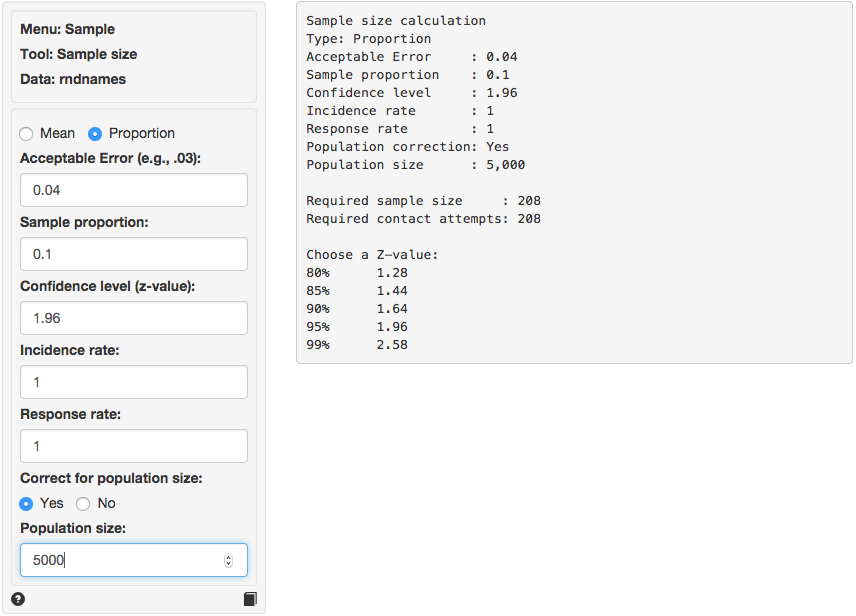 Menu: Sample
Tool: Sample size
Data: rndnames
Mean Proportion
Acceptable Error (e.g., .03):
0.04
Sample proportion:
0.1
Confidence level (z-value):
1.96
Incidence rate:
1
Response rate:
1
Correct for population size:
Yes No
Population size:
5000
?
Sample size calculation
Type: Proportion
Acceptable Error : 0.04
Sample proportion : 0.1
Confidence level : 1.96
Incidence rate : 1
Response rate : 1
Population correction: Yes
Population size : 5,000
Required sample size : 208
Required contact attempts: 208
Choose a Z-value:
80% 1.28
85% 1.44
90% 1.64
95% 1.96
99% 2.58